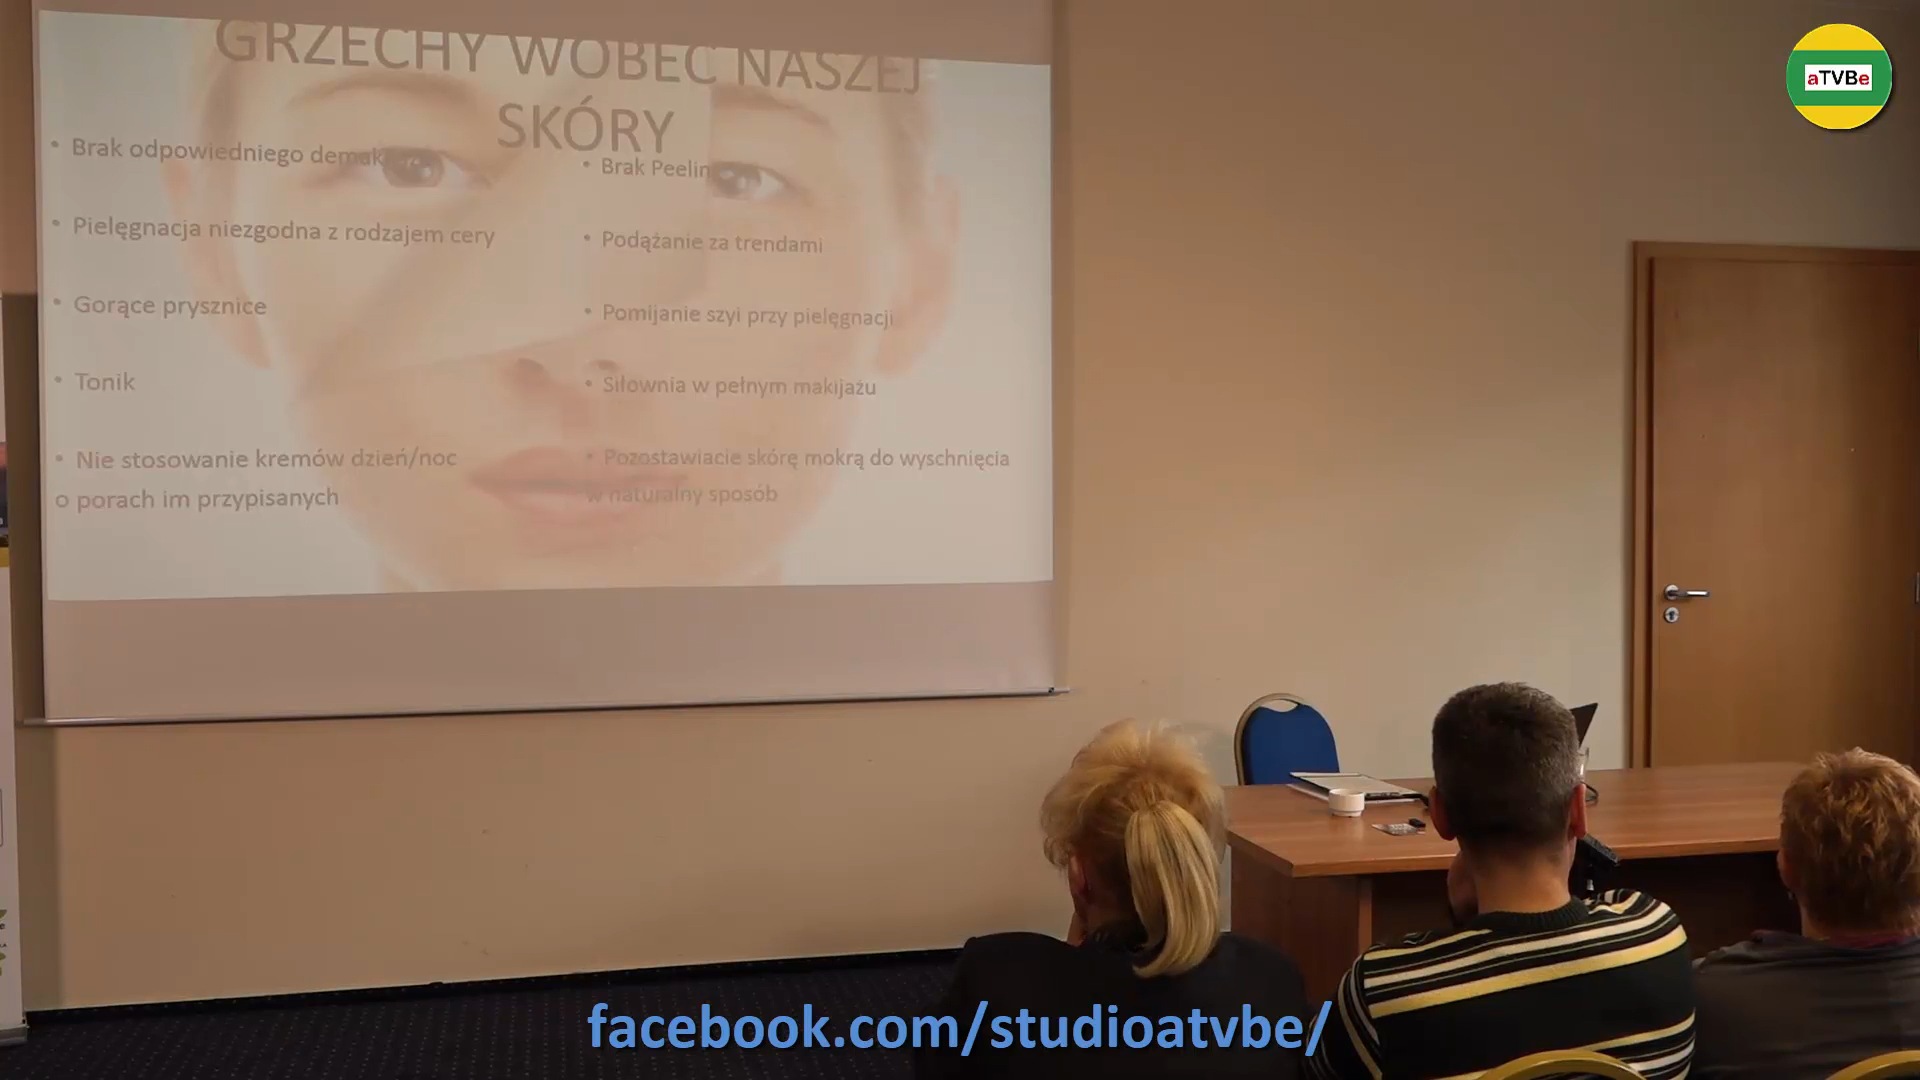 GRZECHY WOBEC NASZEJ
SKÓRY
• Brak odpowiedniego
• Pielęgnacja niezgodna z rodzajem cery
• Gorące prysznice
• Tonik
• Nie stosowanie kremów dzień/noc
o porach im przypisanych
• Brak
• Podążanie za trendami
• Pomijanie szyi przy pielęgnacji
• Siłownia w pełnym makijażu
• Pozostawiacie skórę mokrą do wyschnięcia
w naturalny sposób
aTVBe
facebook.com/studioatvbe/